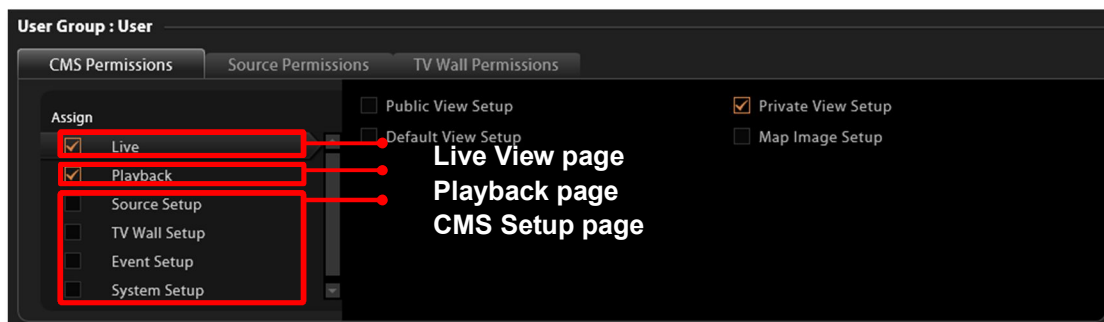 User Group : User
CMS Permissions Source Permissions TV Wall Permissions
Assign
Live
Playback
Source Setup
TV Wall Setup
Event Setup
System Setup
Public View Setup Private View Setup
Default View Setup Map Image Setup
Live View page
Playback page
CMS Setup page